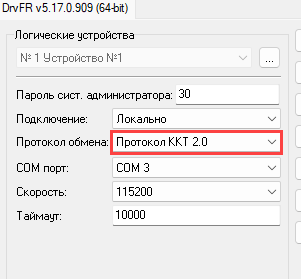 DrvFR v5.17.0.909 (64-bit)
Логические устройства
№ 1 Устройство №1
...
Пароль сист. администратора: 30
Подключение: Локально
Протокол обмена: Протокол ККТ 2.0
COM порт: COM 3
Скорость: 115200
Таймаут: 10000